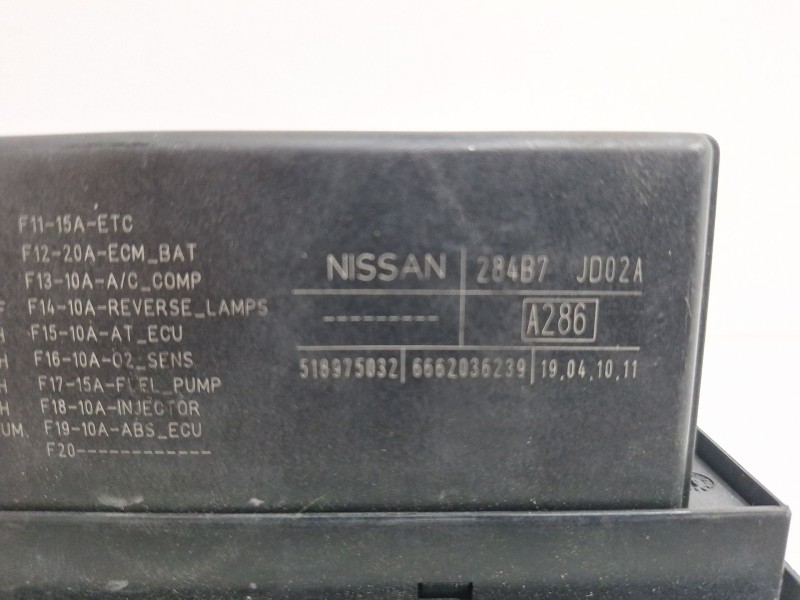 F11-15A-ETC
F12-20A-ECM_BAT
F13-10A-A/C_COMP
F F14-10A-REVERSE_LAMPS
H F15-10A-AT_ECU
H F16-10A-O2_SENS
H F17-15A-FUEL_PUMP
H F18-10A-INJECTOR
UM. F19-10A-ABS_ECU
F20------------
NISSAN 284B7 JD02A
--------- A286
518975032 6662036239 19.04.10.11